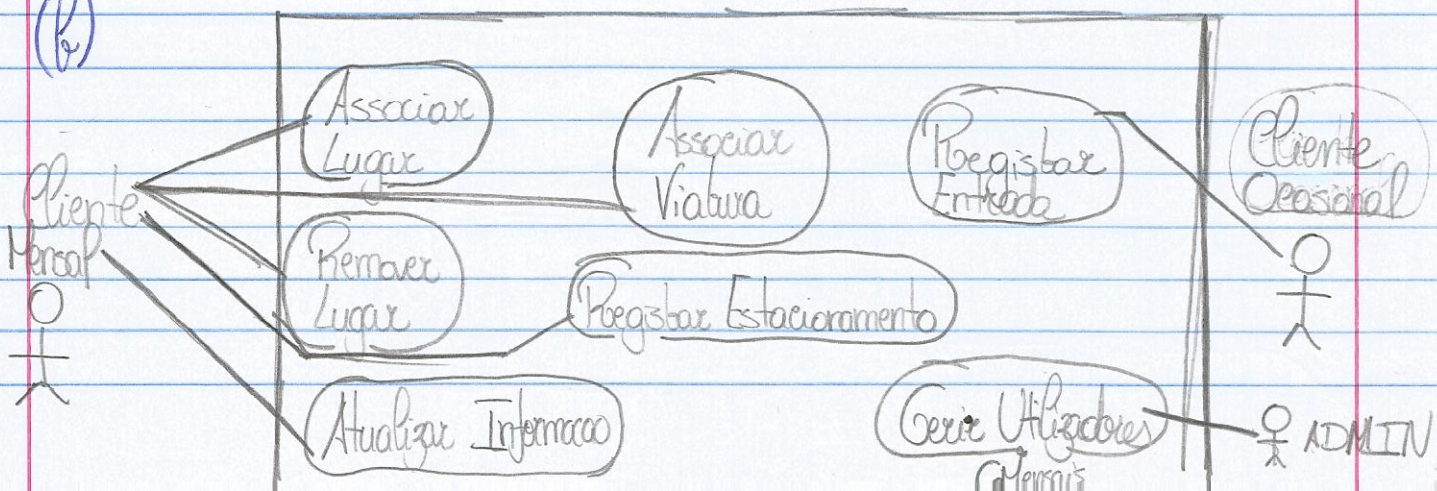 (b)
Associar
Lugar
Associar
Viatura
Registar
Entrada
Cliente
Ocasional
Cliente
Mensal
Remover
Lugar
Registar Estacionamento
Atualizar Informacao
Gerir Utilizadores
Mensais
ADMIN